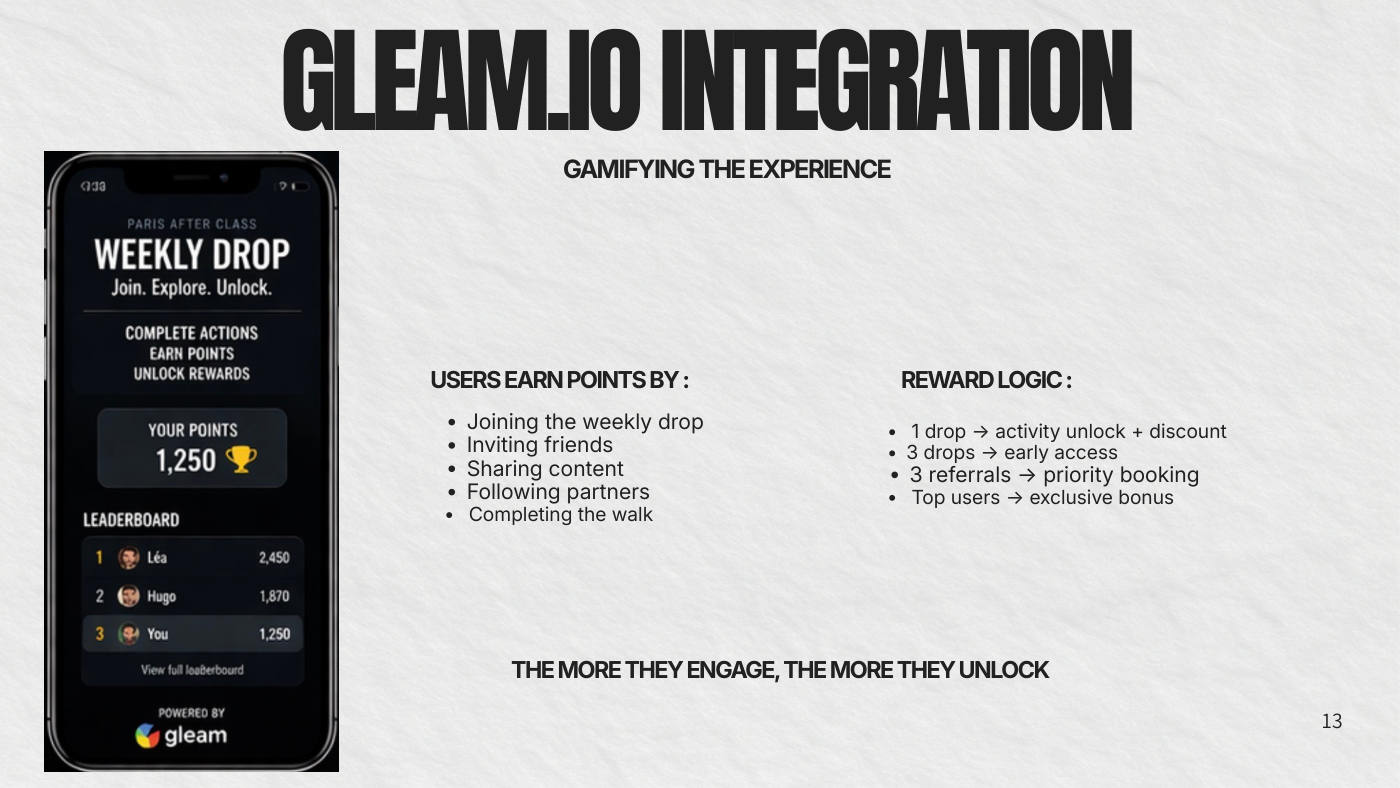 GLEAM.IO INTEGRATION
GAMIFYING THE EXPERIENCE
PARIS AFTER CLASS
WEEKLY DROP
Join. Explore. Unlock.
COMPLETE ACTIONS
EARN POINTS
UNLOCK REWARDS
YOUR POINTS
1,250
LEADERBOARD
1 Léa 2,450
2 Hugo 1,870
3 You 1,250
View full
POWERED BY
gleam
USERS EARN POINTS BY :
• Joining the weekly drop
• Inviting friends
• Sharing content
• Following partners
• Completing the walk
REWARD LOGIC :
• 1 drop → activity unlock + discount
• 3 drops → early access
• 3 referrals → priority booking
• Top users → exclusive bonus
THE MORE THEY ENGAGE, THE MORE THEY UNLOCK
13